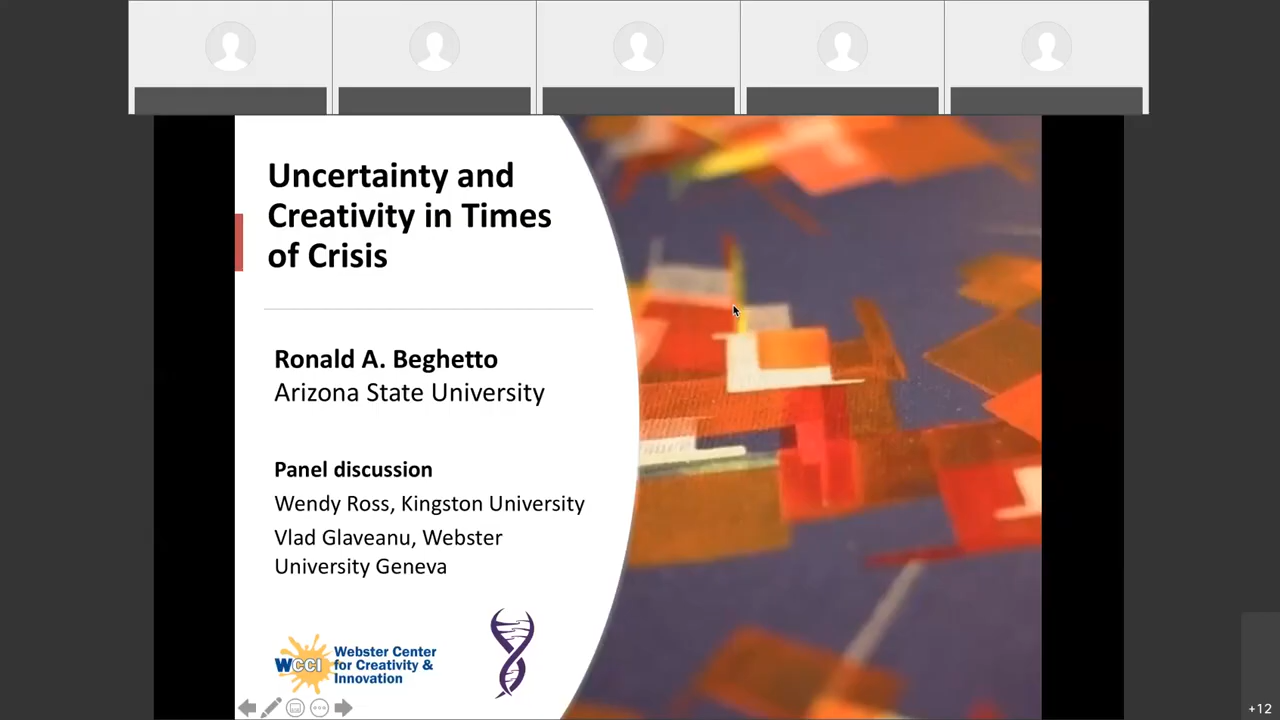 Uncertainty and
Creativity in Times
of Crisis
Ronald A. Beghetto
Arizona State University
Panel discussion
Wendy Ross, Kingston University
Vlad Glaveanu, Webster
University Geneva
WCCI
Webster Center
for Creativity &
Innovation
+12